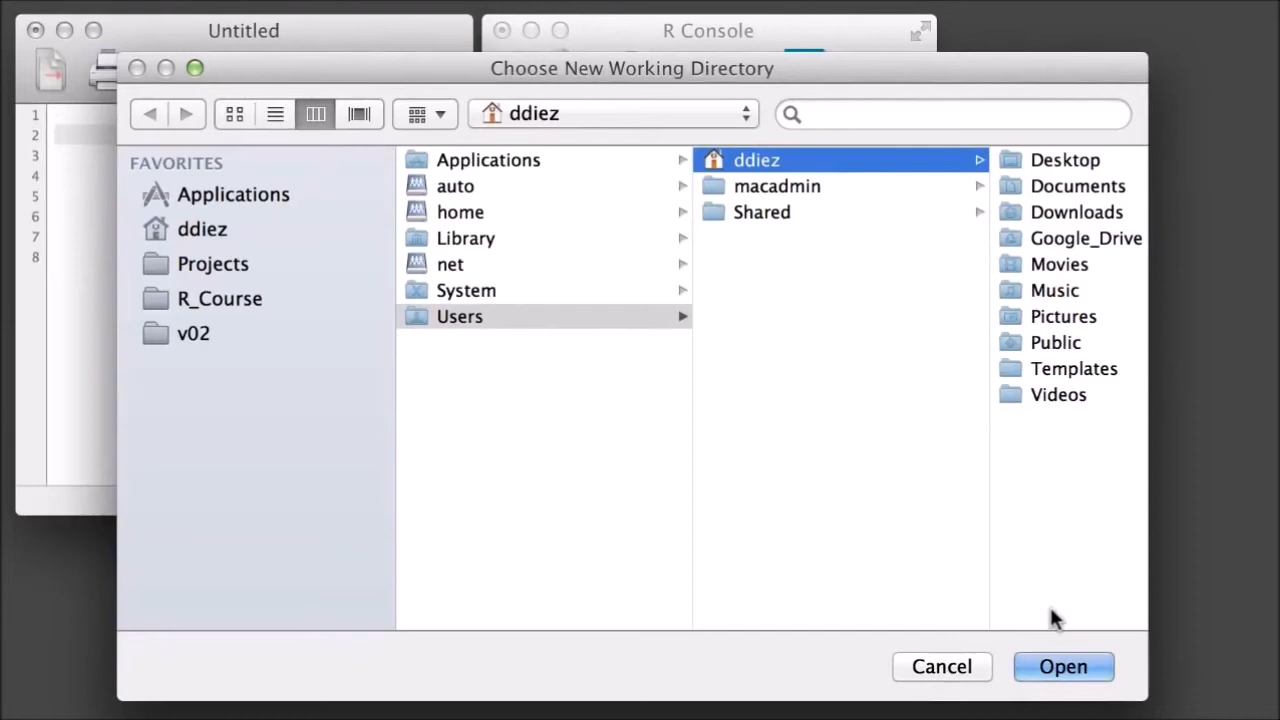 Untitled
R Console
Choose New Working Directory
ddiez
FAVORITES
Applications
ddiez
Projects
R_Course
v02
Applications
auto
home
Library
net
System
Users
ddiez
macadmin
Shared
Desktop
Documents
Downloads
Google_Drive
Movies
Music
Pictures
Public
Templates
Videos
1
2
3
4
5
6
7
8
Cancel
Open